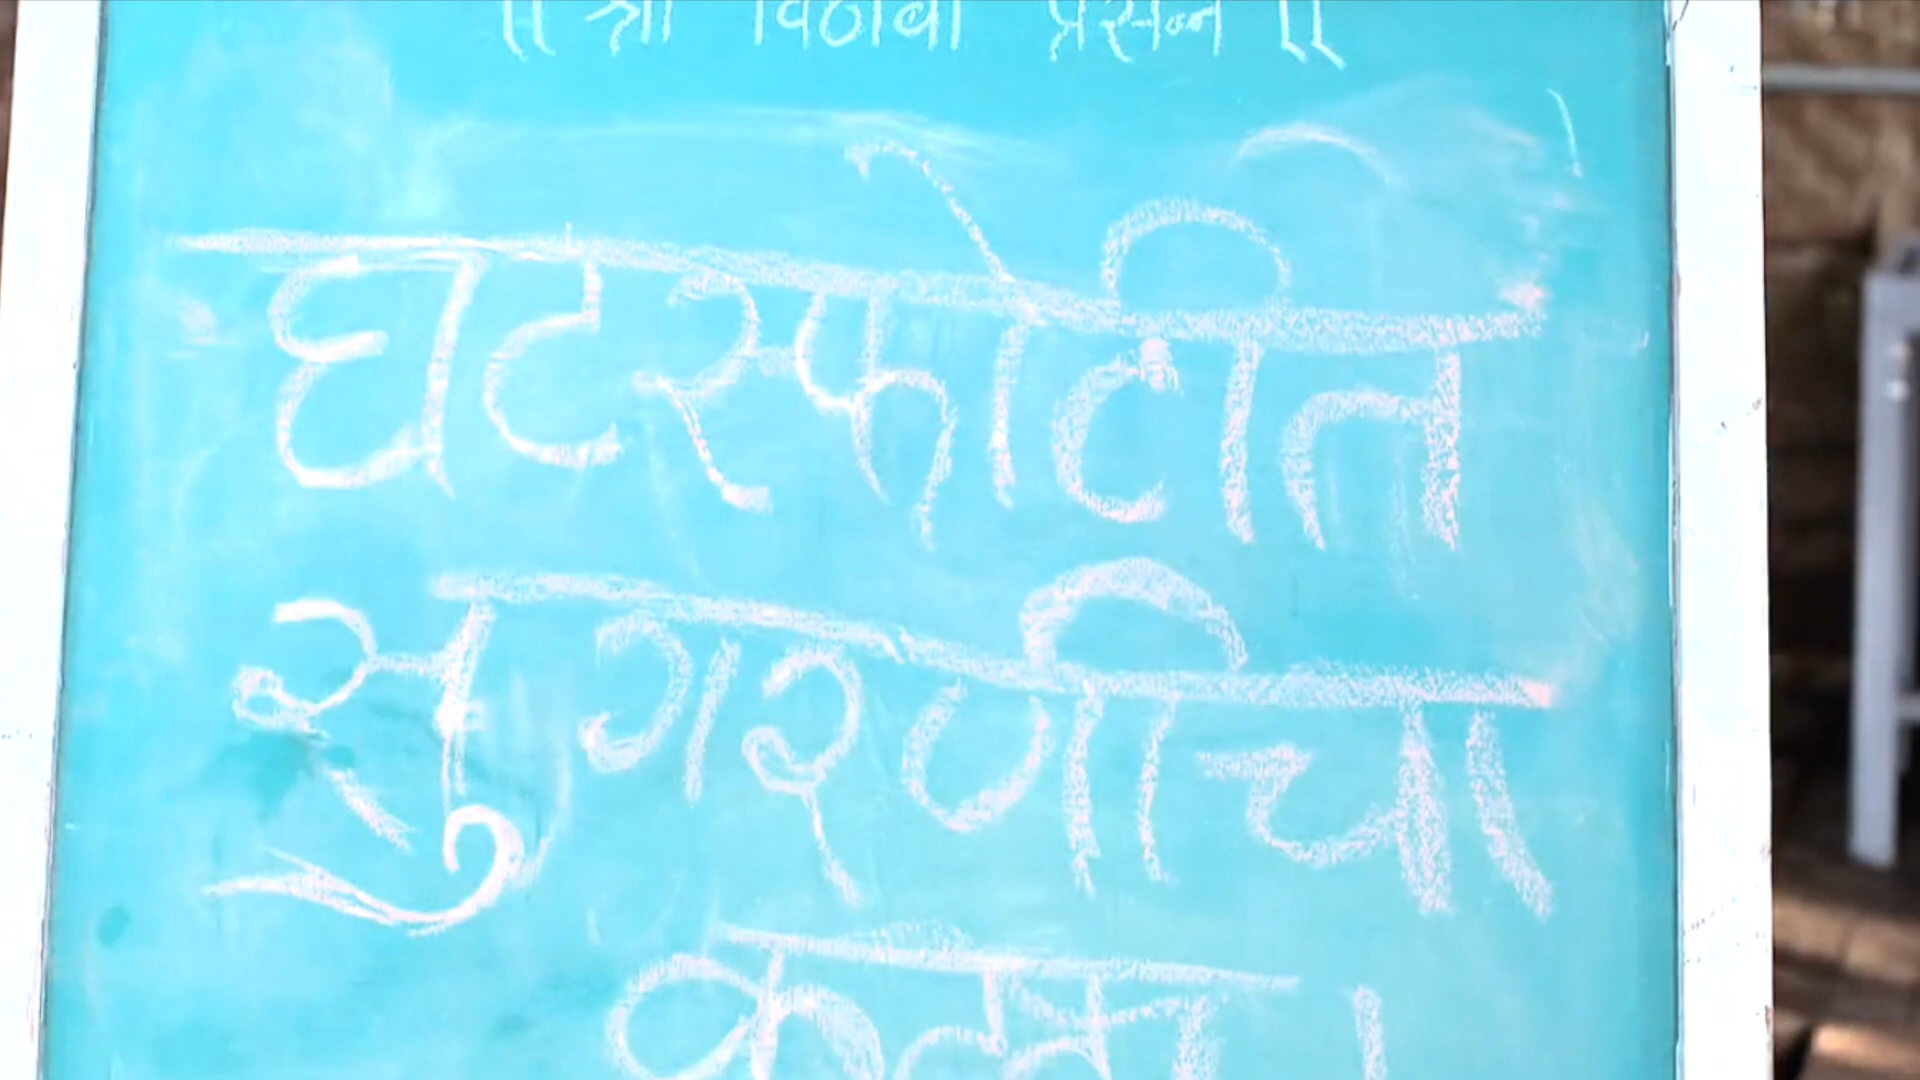 ॥ श्री विठोबा प्रसन्न ॥
घटस्फोटीत
सुगरणीचा